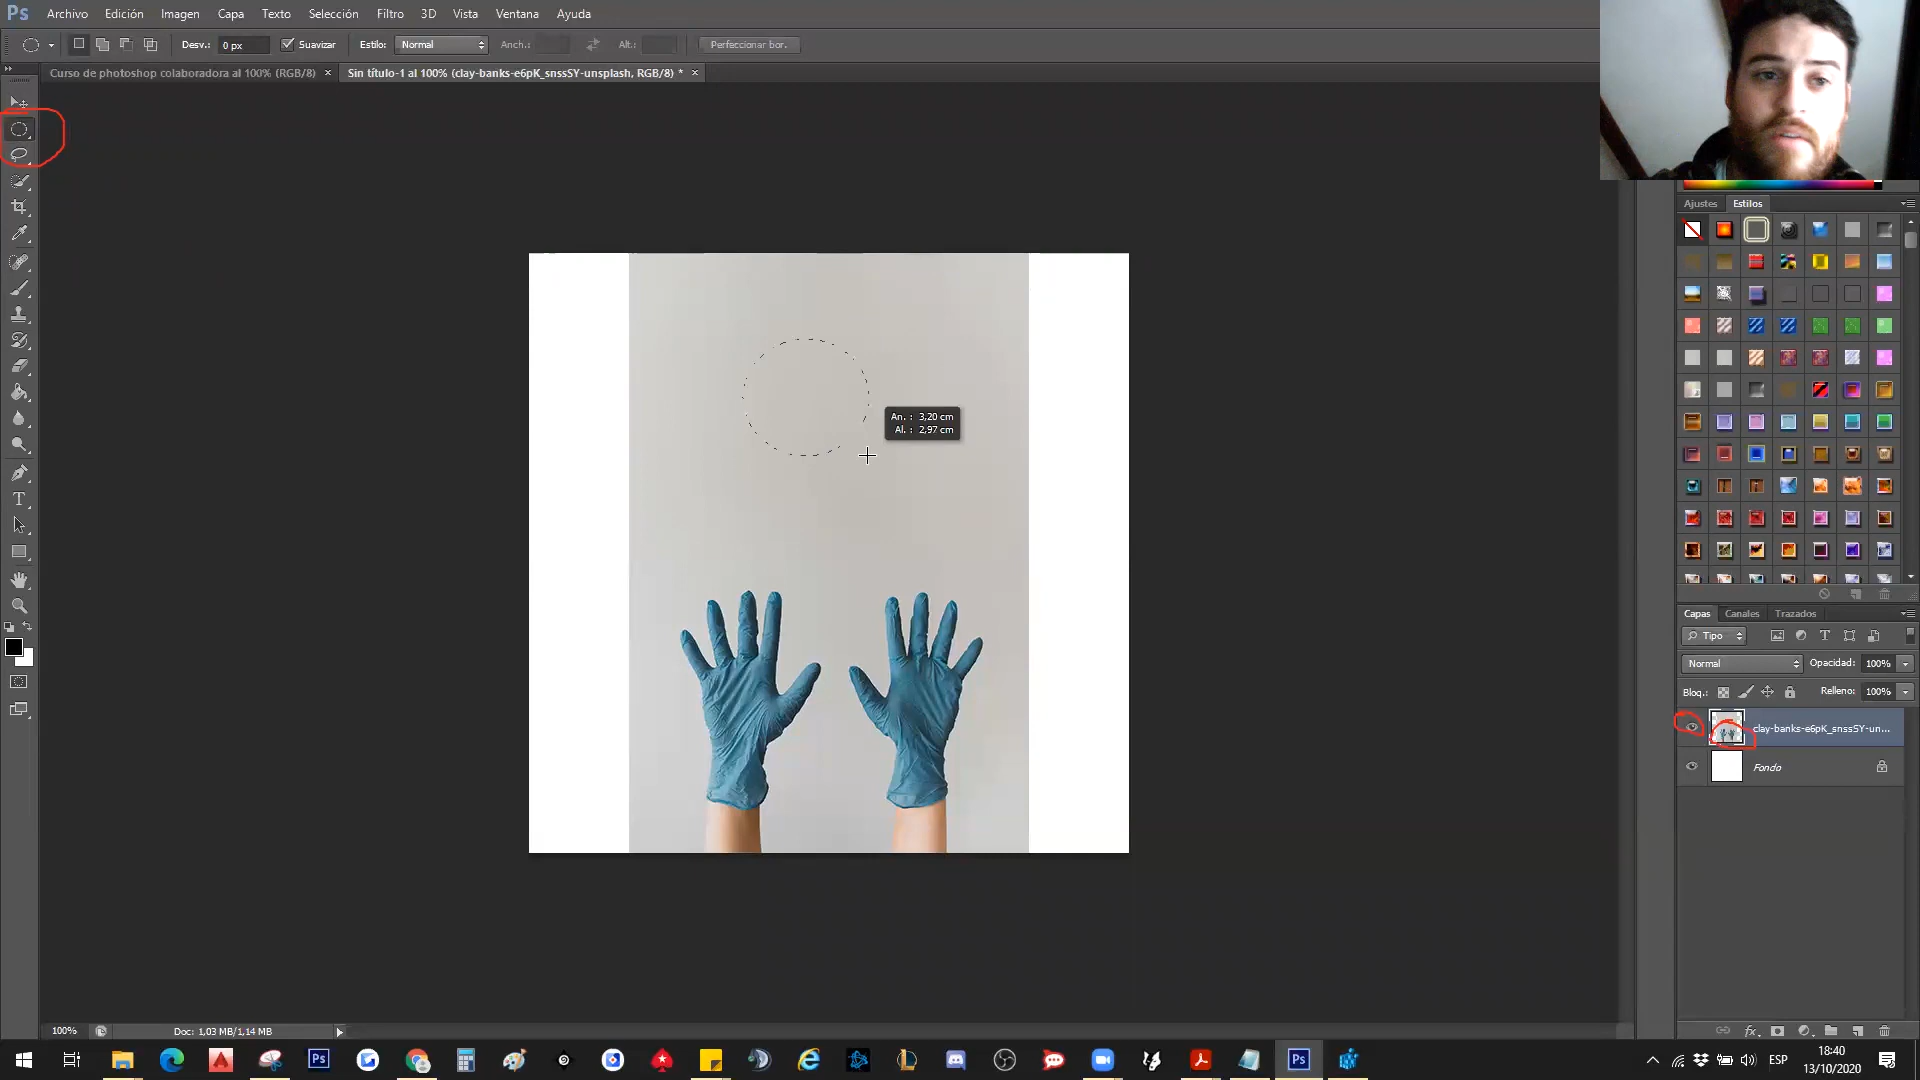 Ps Archivo Edición Imagen Capa Texto Selección Filtro 3D Vista Ventana Ayuda
Desv.: 0 px Suavizar Estilo: Normal Anch.: Alt.: Perfeccionar bor.
Curso de photoshop colaboradora al 100% (RGB/8) × Sin título-1 al 100% (clay-banks-e6pK_snssSY-unsplash, RGB/8) * ×
Ajustes Estilos
An. : 3,20 cm
Al. : 2,97 cm
T
Capas Canales Trazados
Tipo T
Normal Opacidad: 100%
Bloq.: Relleno: 100%
clay-banks-e6pK_snssSY-un...
Fondo
fx
100% Doc: 1,03 MB/1,14 MB
Ps Ps ESP
18:40
13/10/2020